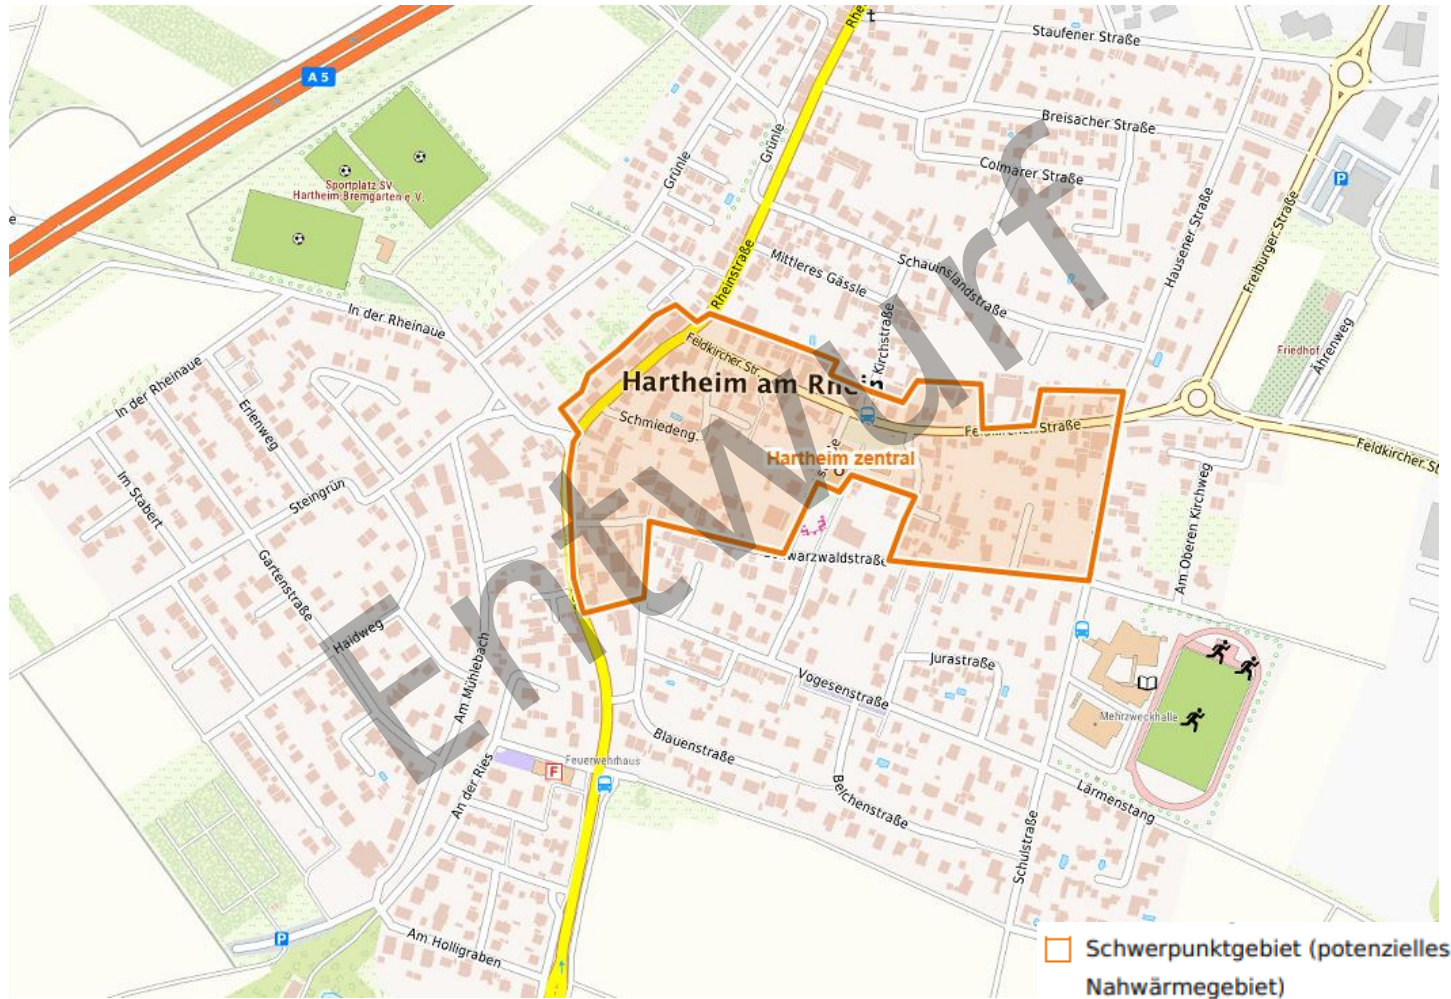 Rhe
Staufener Straße
A 5
Breisacher Straße
Grünle
Grünle
Colmarer Straße
Sportplatz SV
Hartheim-Bremgarten e.V.
P
Hausener Straße
Freiburger Straße
Rheinstraße
Mittleres Gässle
Schauinslandstraße
In der Rheinaue
Kirchstraße
Friedhof
Ährenweg
In der Rheinaue
Feldkircher Str.
Hartheim am Rhein
Erlenweg
Schmiedeng.
Feldkircher Straße
Feldkircher St
Hartheim zentral
Im Stabert
Steingrün
Am Oberen Kirchweg
Schwarzwaldstraße
Gartenstraße
Haidweg
Am Mühlebach
Jurastraße
Vogesenstraße
Mehrzweckhalle
Blauenstraße
Feuerwehrhaus
F
An der Ries
Belchenstraße
Lärmenstang
Schulstraße
P
Am Holligraben
Entwurf
Schwerpunktgebiet (potenzielles
Nahwärmegebiet)